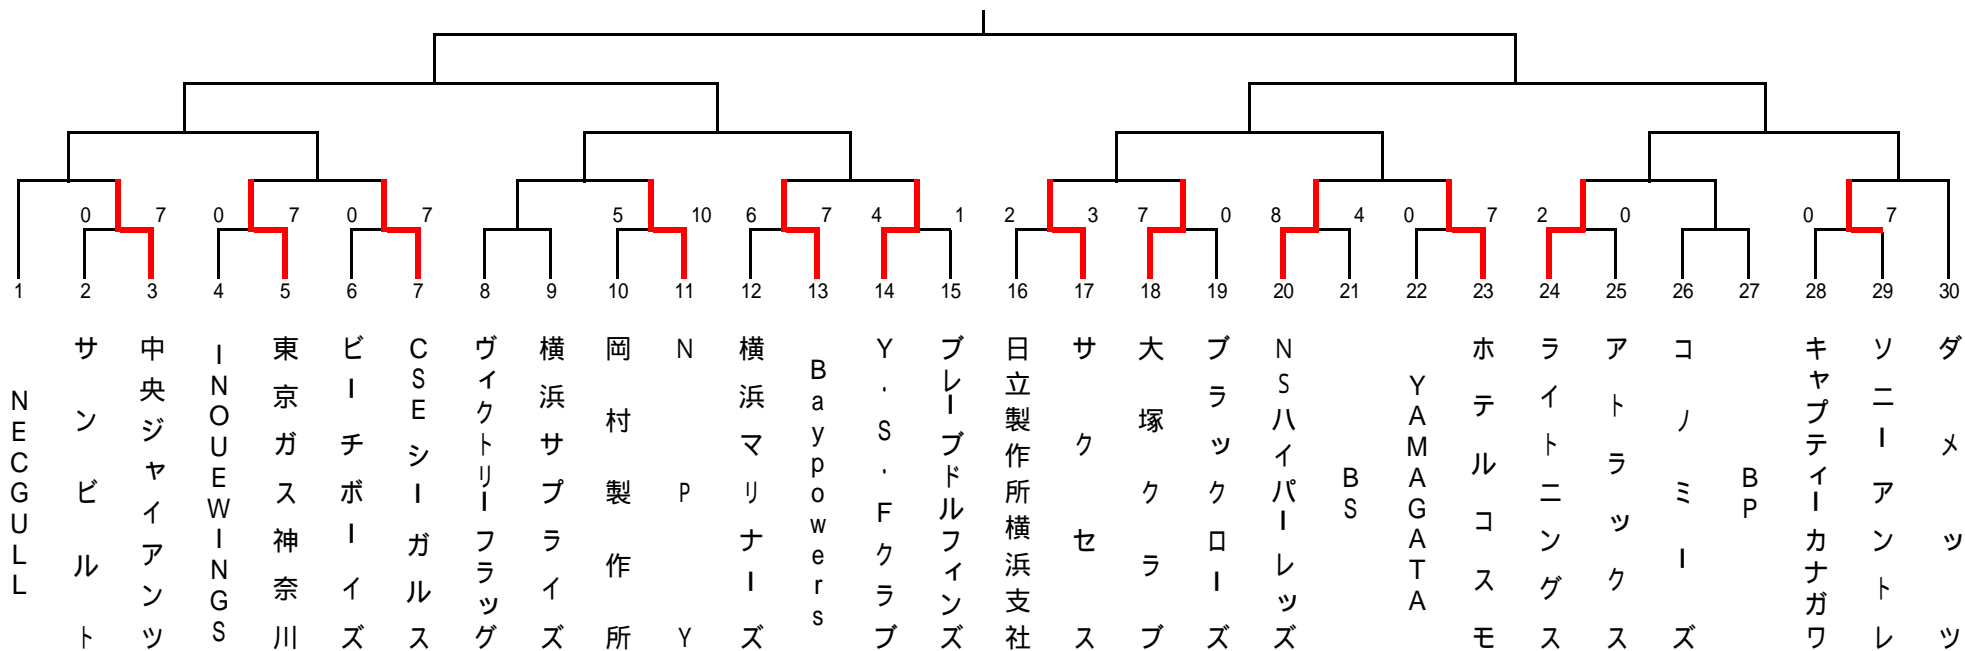 0 7 0 7 0 7 5 10 6 7 4 1 2 3 7 0 8 4 0 7 2 0 0 7
1 2 3 4 5 6 7 8 9 10 11 12 13 14 15 16 17 18 19 20 21 22 23 24 25 26 27 28 29 30
NECGULL
サンビルト
中央ジャイアンツ
INOUEWINGS
東京ガス神奈川
ビーチボーイズ
CSEシーガルス
ヴィクトリーフラッグ
横浜サプライズ
岡村製作所
NPY
横浜マリナーズ
Baypowers
Y.S.Fクラブ
ブレーブドルフィンズ
日立製作所横浜支社
サクセス
大塚クラブ
ブラックローズ
NSハイパーレッズ
BS
YAMAGATA
ホテルコスモ
ライトニングス
アトラックス
コノミーズ
BP
キャプティーカナガワ
ソニーアントレ
ダメッツ